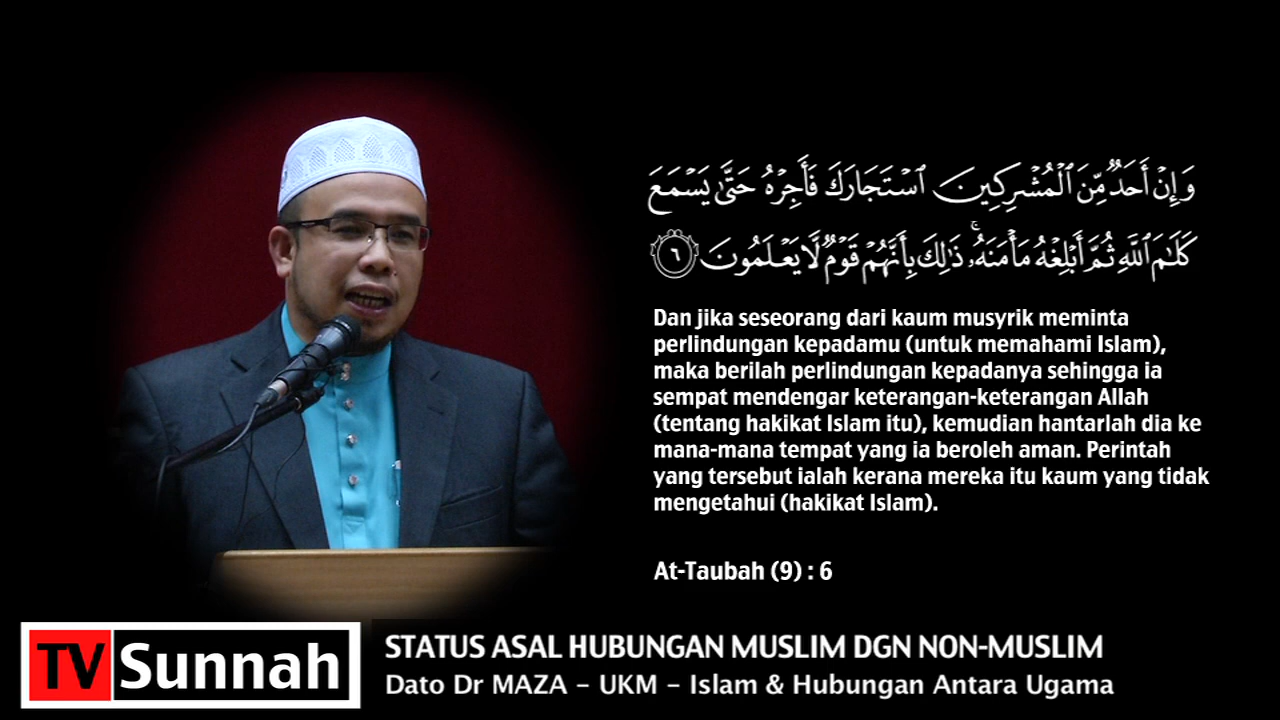 وَإِنْ أَحَدٌ مِّنَ ٱلْمُشْرِكِينَ ٱسْتَجَارَكَ فَأَجِرْهُ حَتَّىٰ يَسْمَعَ
كَلَٰمَ ٱللَّهِ ثُمَّ أَبْلِغْهُ مَأْمَنَهُۥ ۚ ذَٰلِكَ بِأَنَّهُمْ قَوْمٌ لَّا يَعْلَمُونَ ٦
Dan jika seseorang dari kaum musyrik meminta
perlindungan kepadamu (untuk memahami Islam),
maka berilah perlindungan kepadanya sehingga ia
sempat mendengar keterangan-keterangan Allah
(tentang hakikat Islam itu), kemudian hantarlah dia ke
mana-mana tempat yang ia beroleh aman. Perintah
yang tersebut ialah kerana mereka itu kaum yang tidak
mengetahui (hakikat Islam).
At-Taubah (9) : 6
TV Sunnah
STATUS ASAL HUBUNGAN MUSLIM DGN NON-MUSLIM
Dato Dr MAZA – UKM – Islam & Hubungan Antara Ugama